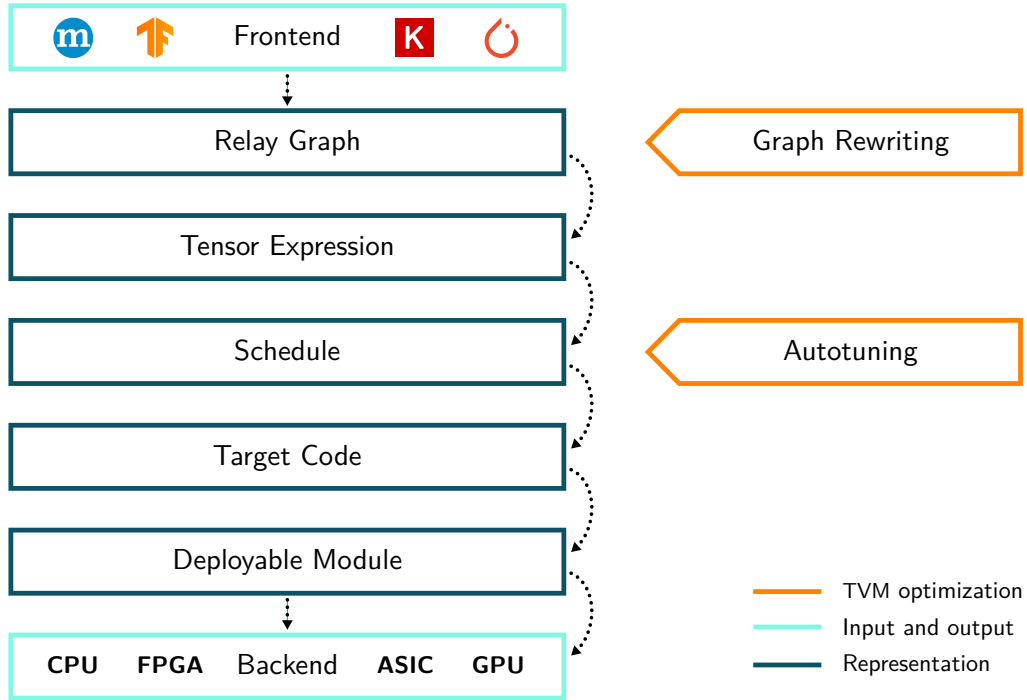 m TF Frontend K
Relay Graph
Graph Rewriting
Tensor Expression
Schedule
Autotuning
Target Code
Deployable Module
CPU FPGA Backend ASIC GPU
TVM optimization
Input and output
Representation